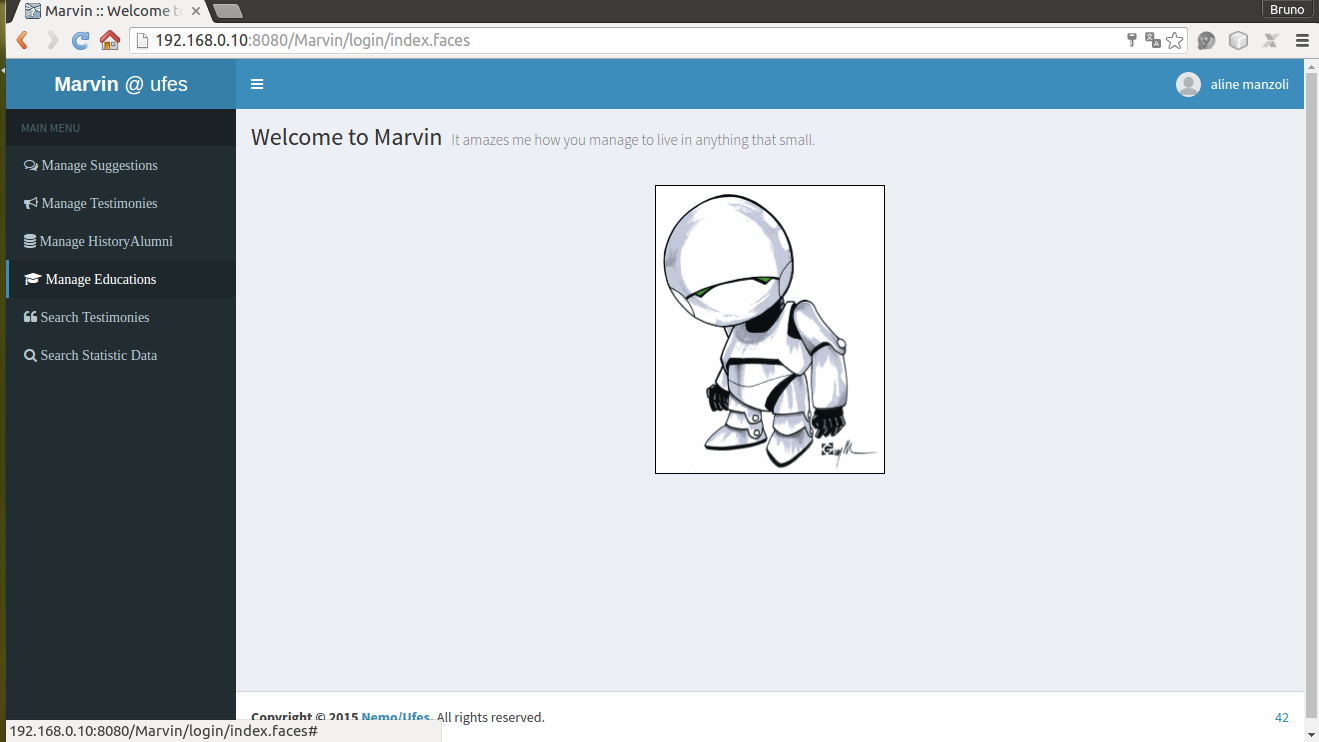 Marvin :: Welcome to
Bruno
192.168.0.10:8080/Marvin/login/index.faces
Marvin @ ufes
aline manzoli
MAIN MENU
Welcome to Marvin It amazes me how you manage to live in anything that small.
Manage Suggestions
Manage Testimonies
Manage HistoryAlumni
Manage Educations
Search Testimonies
Search Statistic Data
Copyright © 2015 Nemo/Ufes. All rights reserved.
42
192.168.0.10:8080/Marvin/login/index.faces#